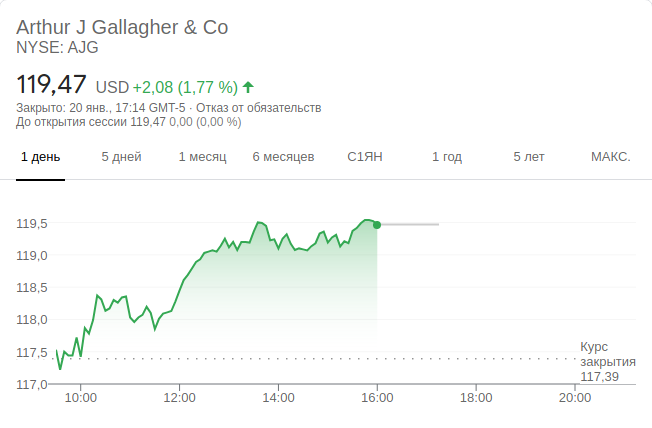 Arthur J Gallagher & Co
NYSE: AJG
119,47 USD +2,08 (1,77 %)
Закрыто: 20 янв., 17:14 GMT-5 · Отказ от обязательств
До открытия сессии 119,47 0,00 (0,00 %)
1 день 5 дней 1 месяц 6 месяцев С1ЯН 1 год 5 лет МАКС.
119,5
119,0
118,5
118,0
117,5
117,0
Курс
закрытия
117,39
10:00 12:00 14:00 16:00 18:00 20:00